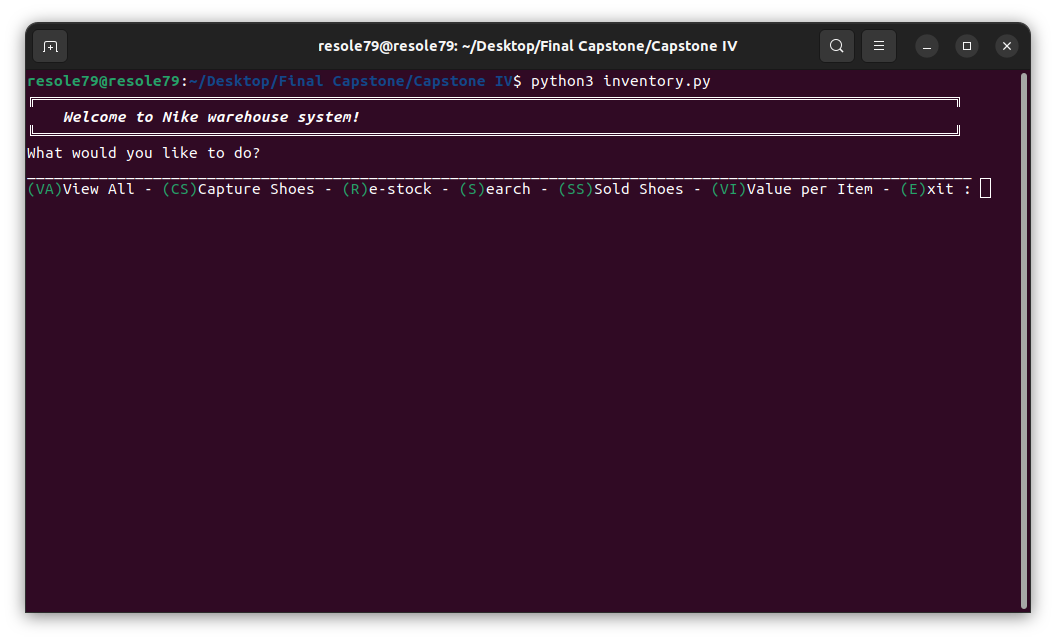 resole79@resole79: ~/Desktop/Final Capstone/Capstone IV
resole79@resole79:~/Desktop/Final Capstone/Capstone IV$ python3 inventory.py
Welcome to Nike warehouse system!
What would you like to do?
(VA)View All - (CS)Capture Shoes - (R)e-stock - (S)earch - (SS)Sold Shoes - (VI)Value per Item - (E)xit :